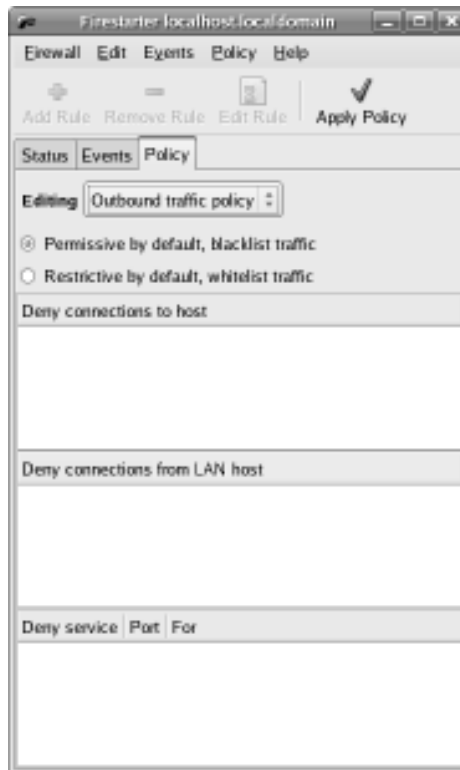 Firestarter localhost.localdomain
Firewall Edit Events Policy Help
Add Rule Remove Rule Edit Rule Apply Policy
Status Events Policy
Editing Outbound traffic policy
Permissive by default, blacklist traffic
Restrictive by default, whitelist traffic
Deny connections to host
Deny connections from LAN host
Deny service Port For